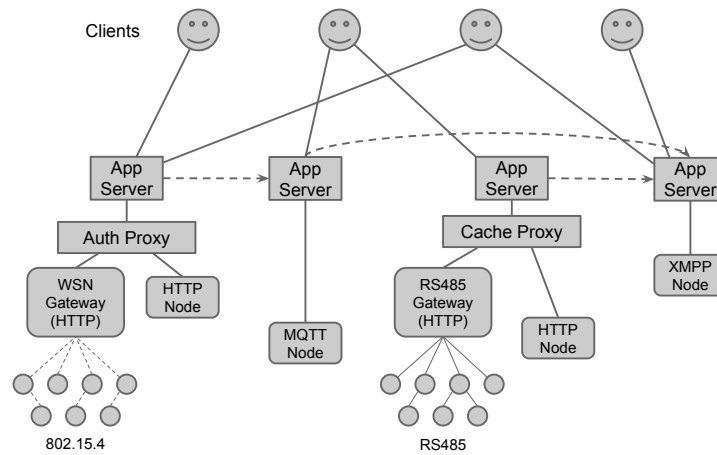 Clients
App
Server
App
Server
App
Server
App
Server
Auth Proxy
Cache Proxy
WSN
Gateway
(HTTP)
HTTP
Node
MQTT
Node
RS485
Gateway
(HTTP)
HTTP
Node
XMPP
Node
802.15.4
RS485